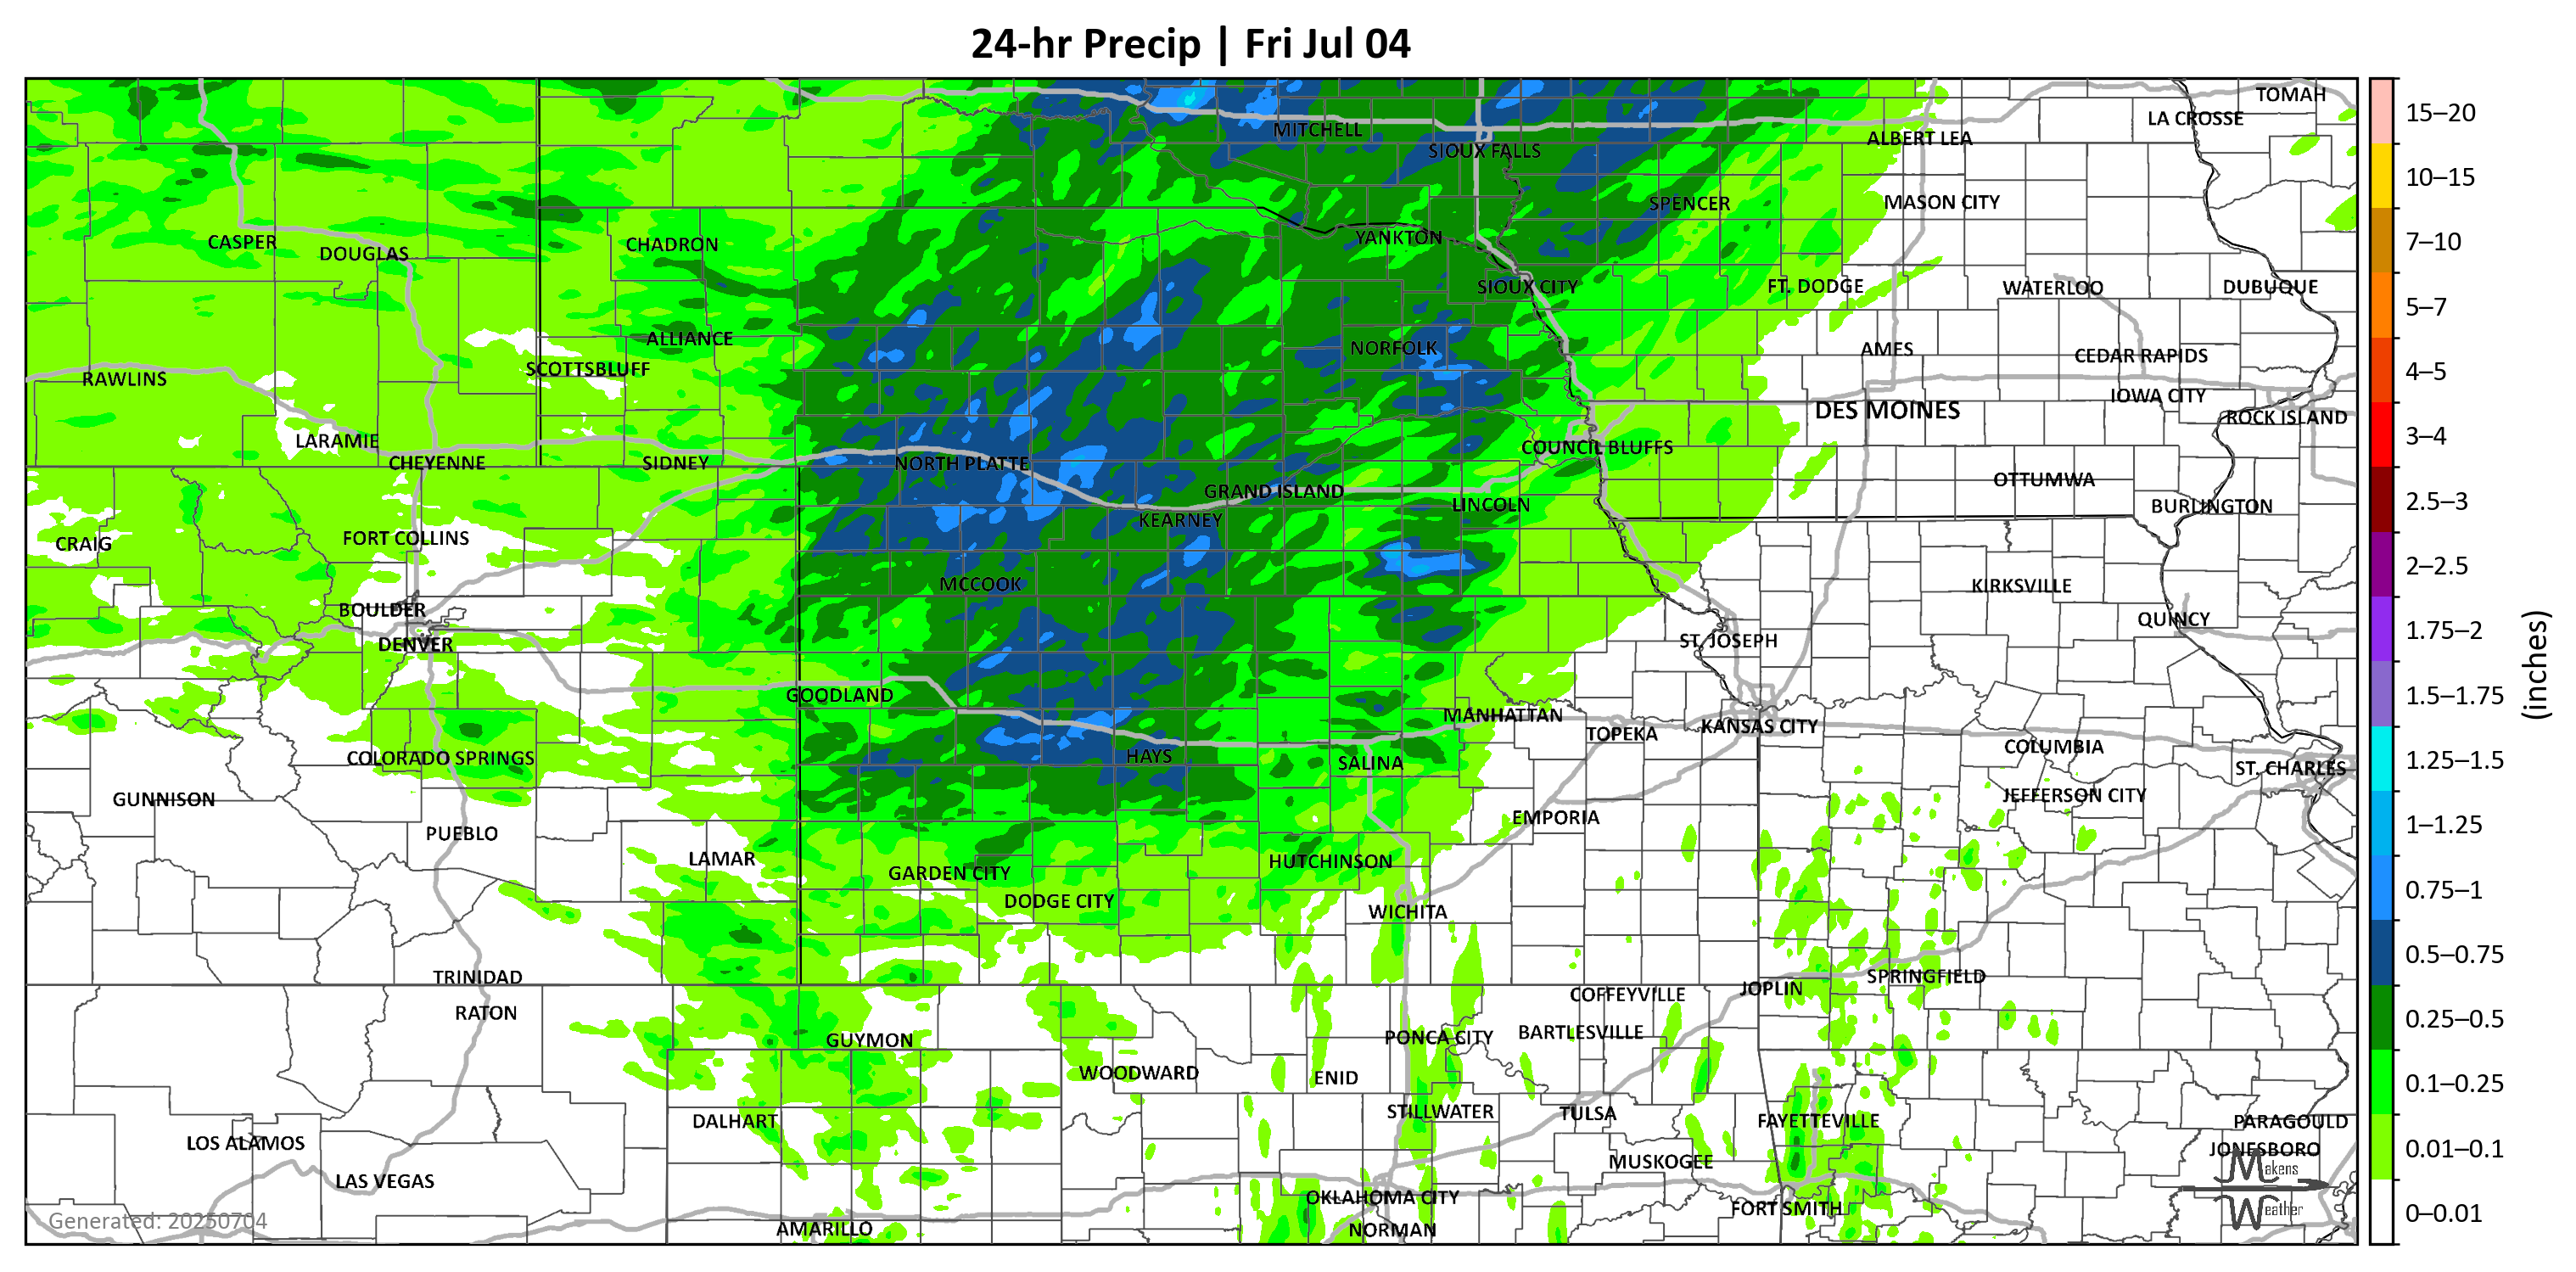 24-hr Precip | Fri Jul 04
TOMAH
15–20
LA CROSSE
MITCHELL
ALBERT LEA
SIOUX FALLS
10–15
SPENCER
MASON CITY
YANKTON
CASPER
CHADRON
7–10
DOUGLAS
SIOUX CITY
FT. DODGE
WATERLOO
DUBUQUE
5–7
ALLIANCE
NORFOLK
AMES
CEDAR RAPIDS
SCOTTSBLUFF
4–5
RAWLINS
IOWA CITY
DES MOINES
ROCK ISLAND
LARAMIE
3–4
COUNCIL BLUFFS
CHEYENNE
SIDNEY
NORTH PLATTE
OTTUMWA
GRAND ISLAND
2.5–3
LINCOLN
BURLINGTON
KEARNEY
FORT COLLINS
CRAIG
2–2.5
MCCOOK
KIRKSVILLE
BOULDER
QUINCY
1.75–2
DENVER
ST. JOSEPH
(inches)
GOODLAND
1.5–1.75
MANHATTAN
KANSAS CITY
TOPEKA
COLUMBIA
COLORADO SPRINGS
HAYS
SALINA
1.25–1.5
ST. CHARLES
GUNNISON
JEFFERSON CITY
EMPORIA
1–1.25
PUEBLO
LAMAR
HUTCHINSON
GARDEN CITY
0.75–1
DODGE CITY
WICHITA
0.5–0.75
TRINIDAD
SPRINGFIELD
JOPLIN
COFFEYVILLE
RATON
0.25–0.5
BARTLESVILLE
PONCA CITY
GUYMON
WOODWARD
ENID
0.1–0.25
STILLWATER
TULSA
DALHART
FAYETTEVILLE
PARAGOULD
LOS ALAMOS
JONESBORO
0.01–0.1
MUSKOGEE
Makens
LAS VEGAS
OKLAHOMA CITY
FORT SMITH
Weather
0–0.01
Generated: 20250704
AMARILLO
NORMAN